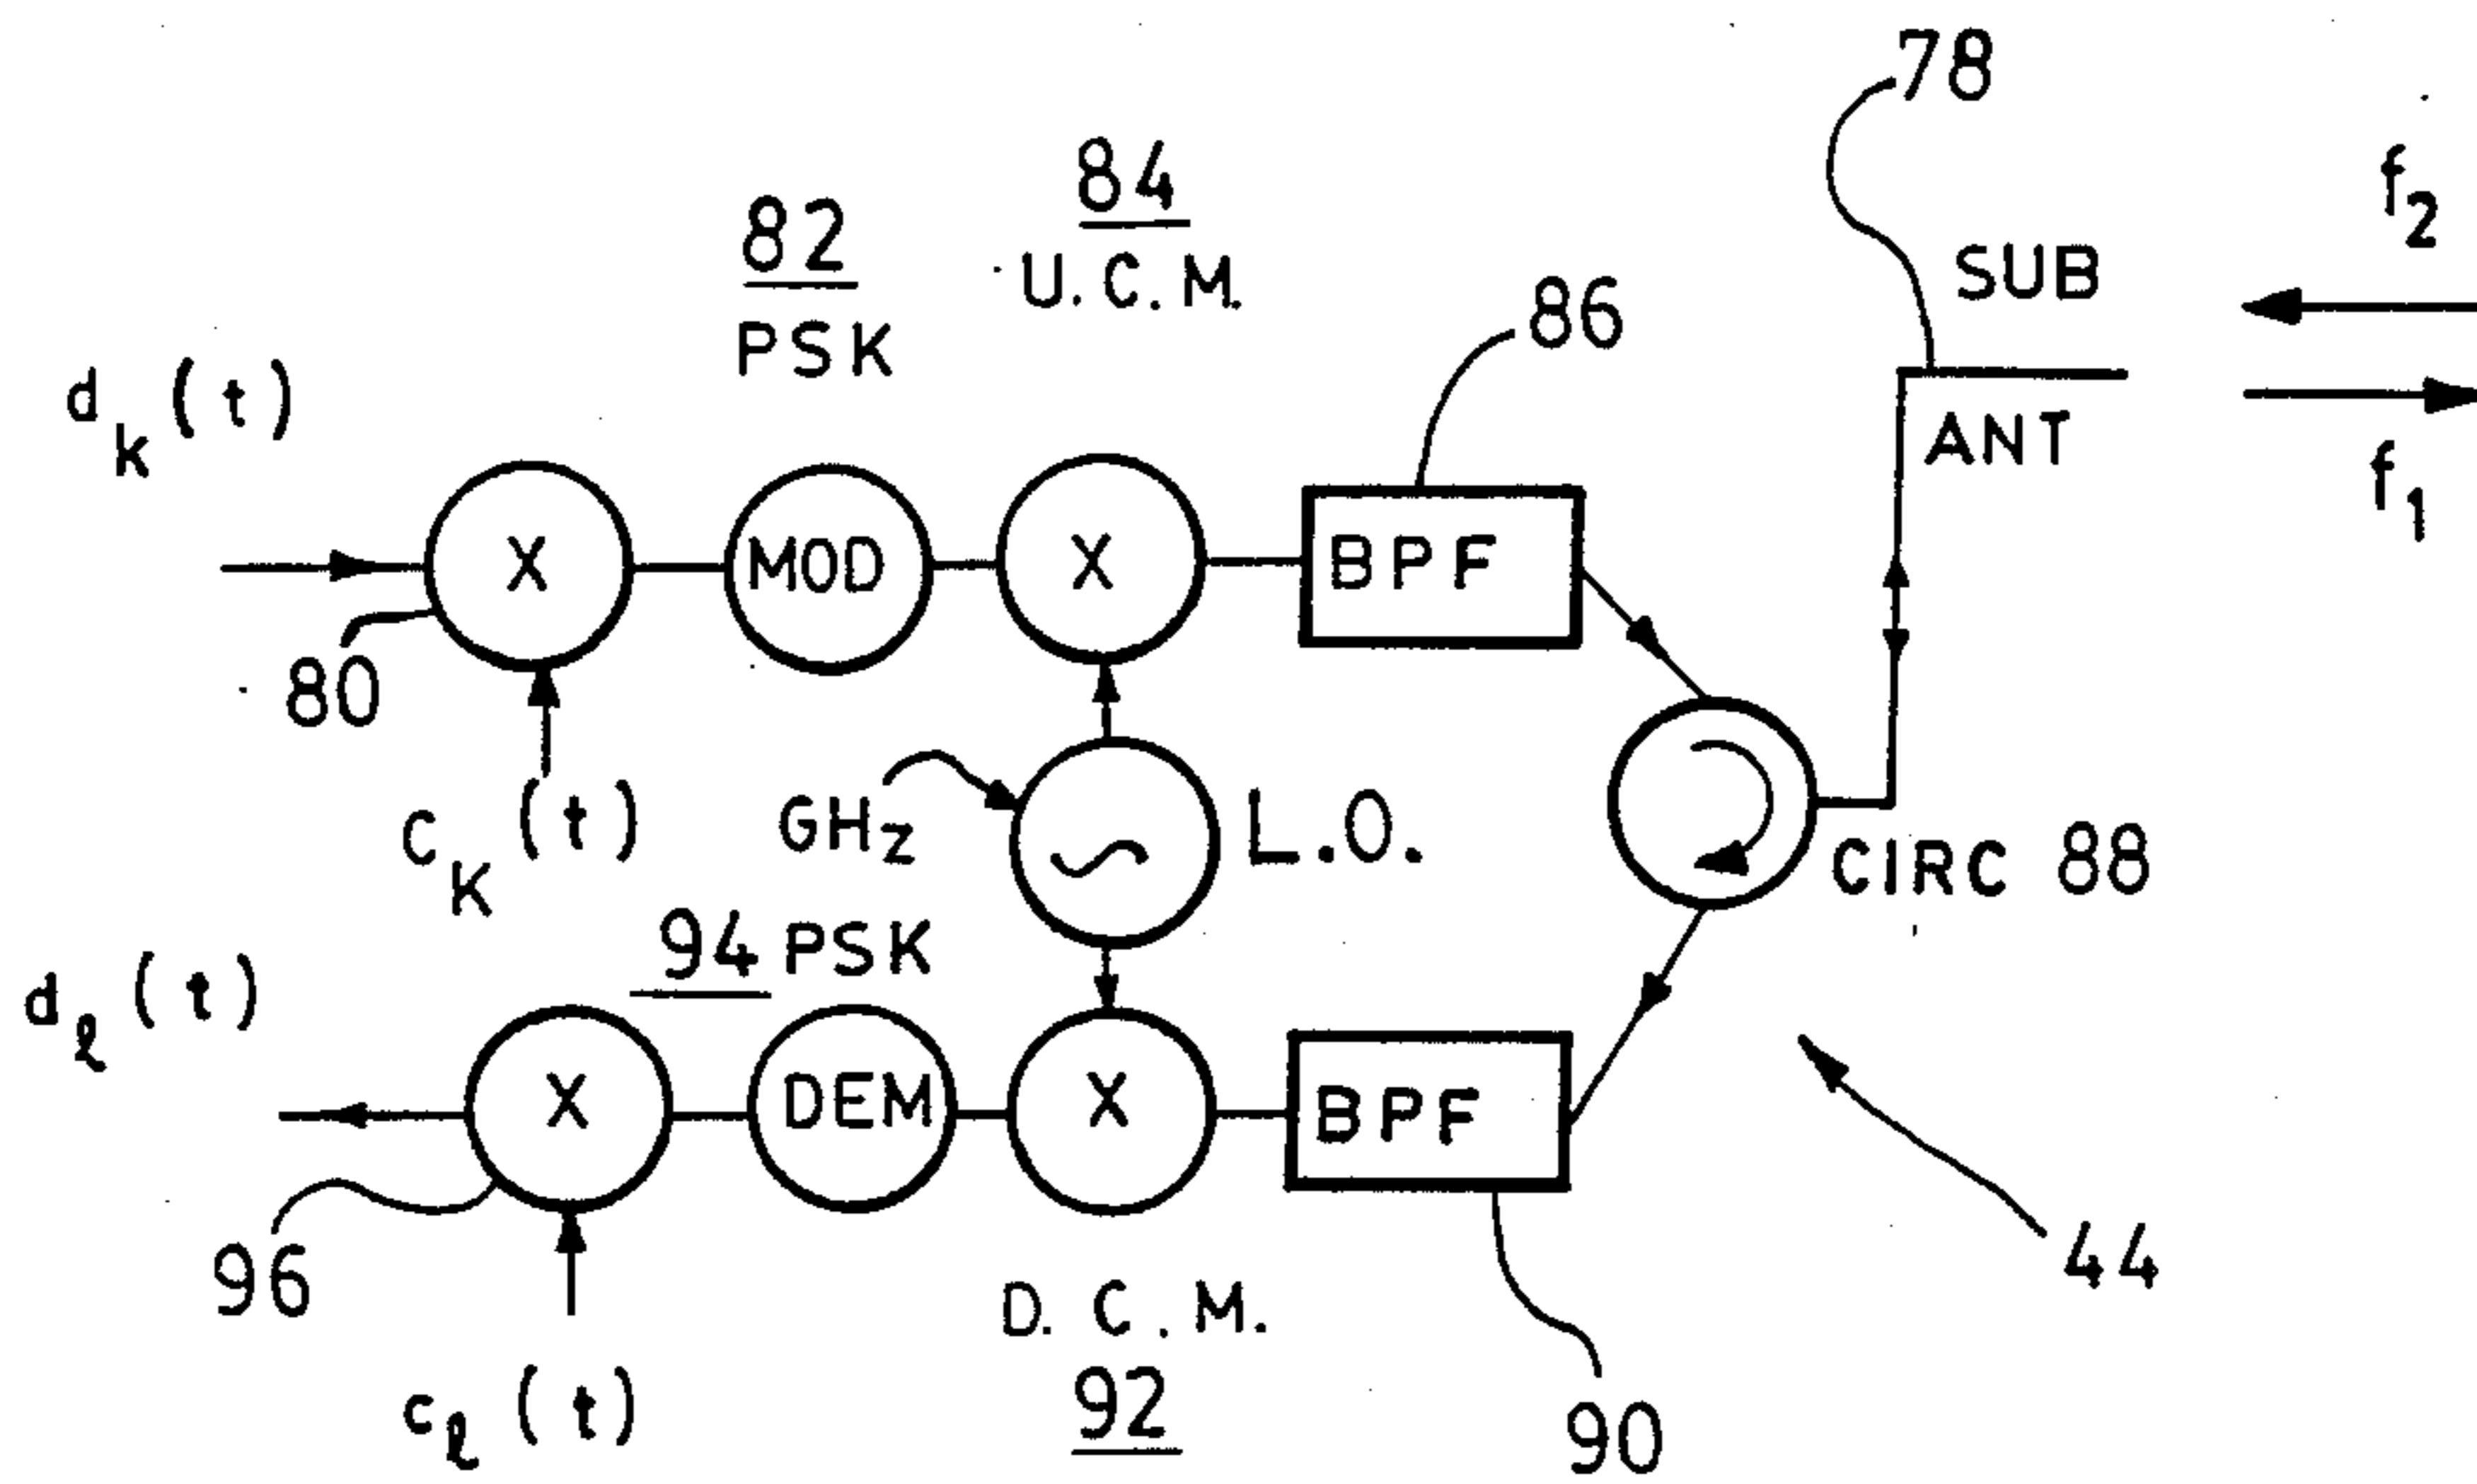 78
84
U.C.M.
82
PSK
86
SUB
f2
dk(t)
ANT
f1
X
MOD
X
BPF
80
CK(t)
GHz
L.O.
CIRC 88
94 PSK
dℓ(t)
X
DEM
X
BPF
96
44
D.C.M.
92
cℓ(t)
90